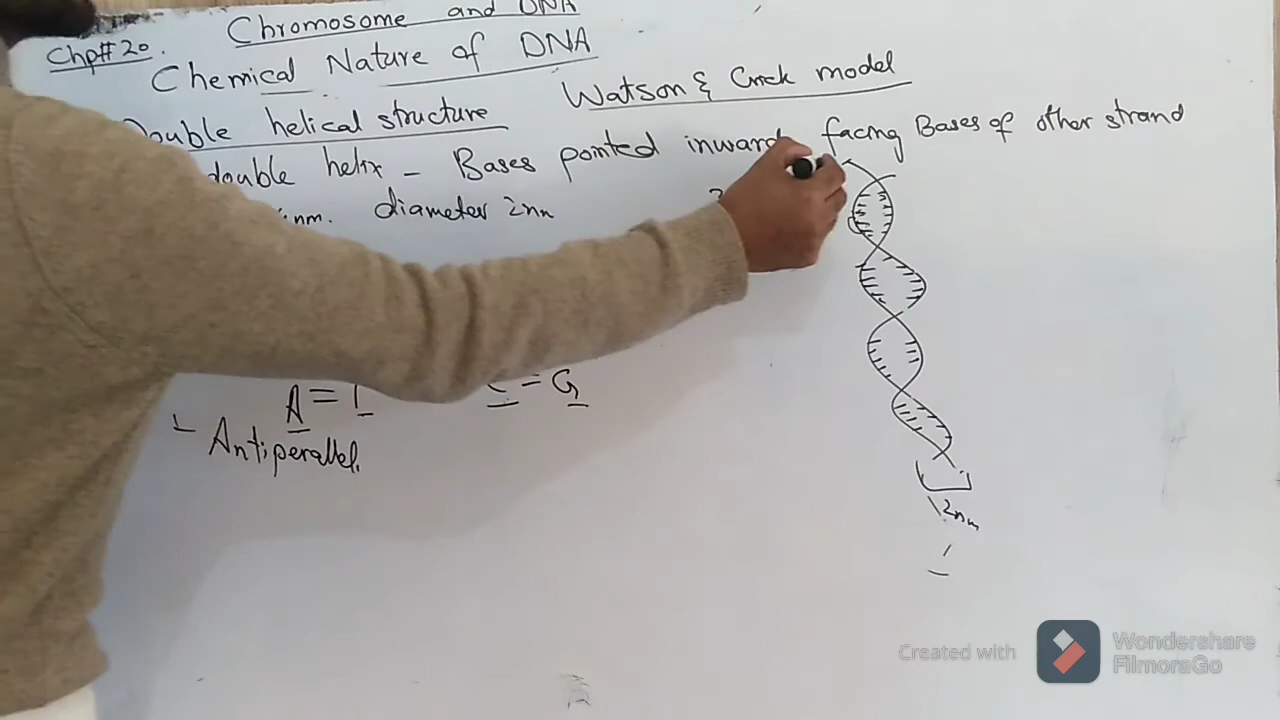 Chromosome and DNA
Chp#20.
Chemical Nature of DNA
Double helical structure Watson & Crick model
double helix - Bases pointed inward facing Bases of other strand
nm. diameter 2nm
A = T C = G
Antiperallel.
2nm
Created with Wondershare FilmoraGo